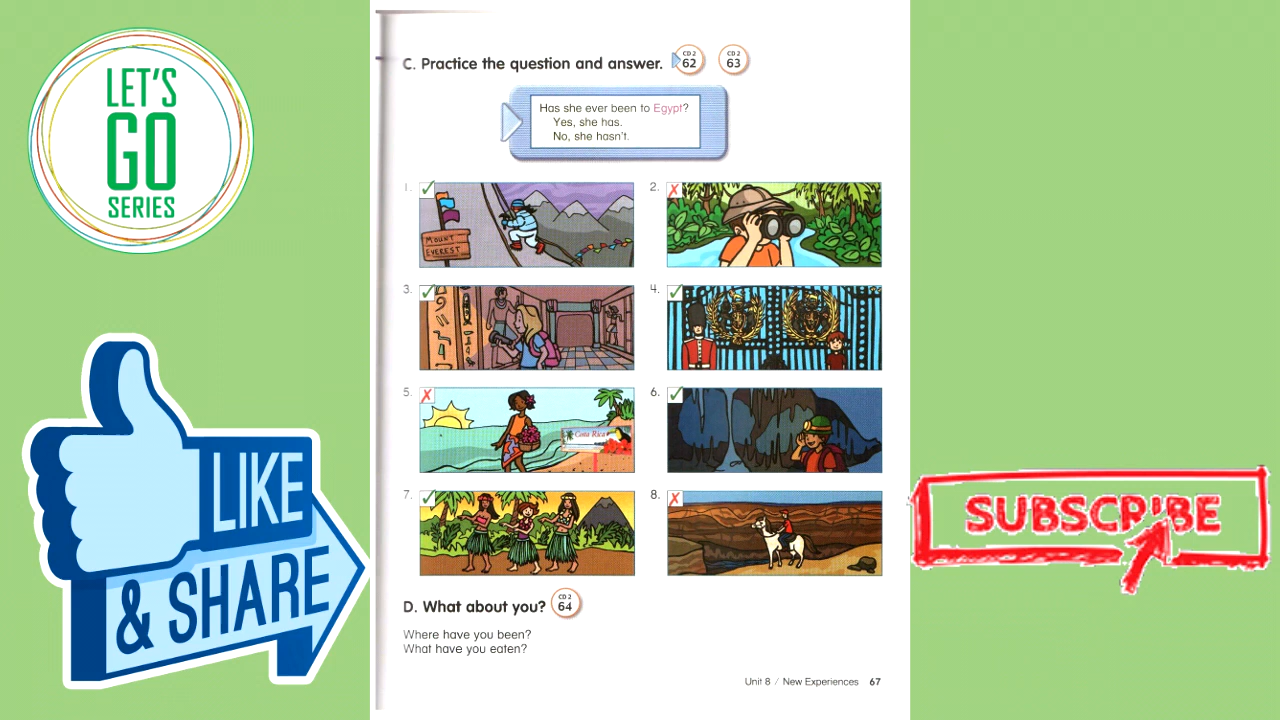 LET'S
GO
SERIES
LIKE
& SHARE
C. Practice the question and answer.
CD 2
62
CD 2
63
Has she ever been to Egypt?
Yes, she has.
No, she hasn't.
1.
2.
MOUNT
EVEREST
3.
4.
5.
6.
Costa Rica
7.
8.
D. What about you?
CD 2
64
Where have you been?
What have you eaten?
Unit 8 / New Experiences 67
SUBSCRIBE